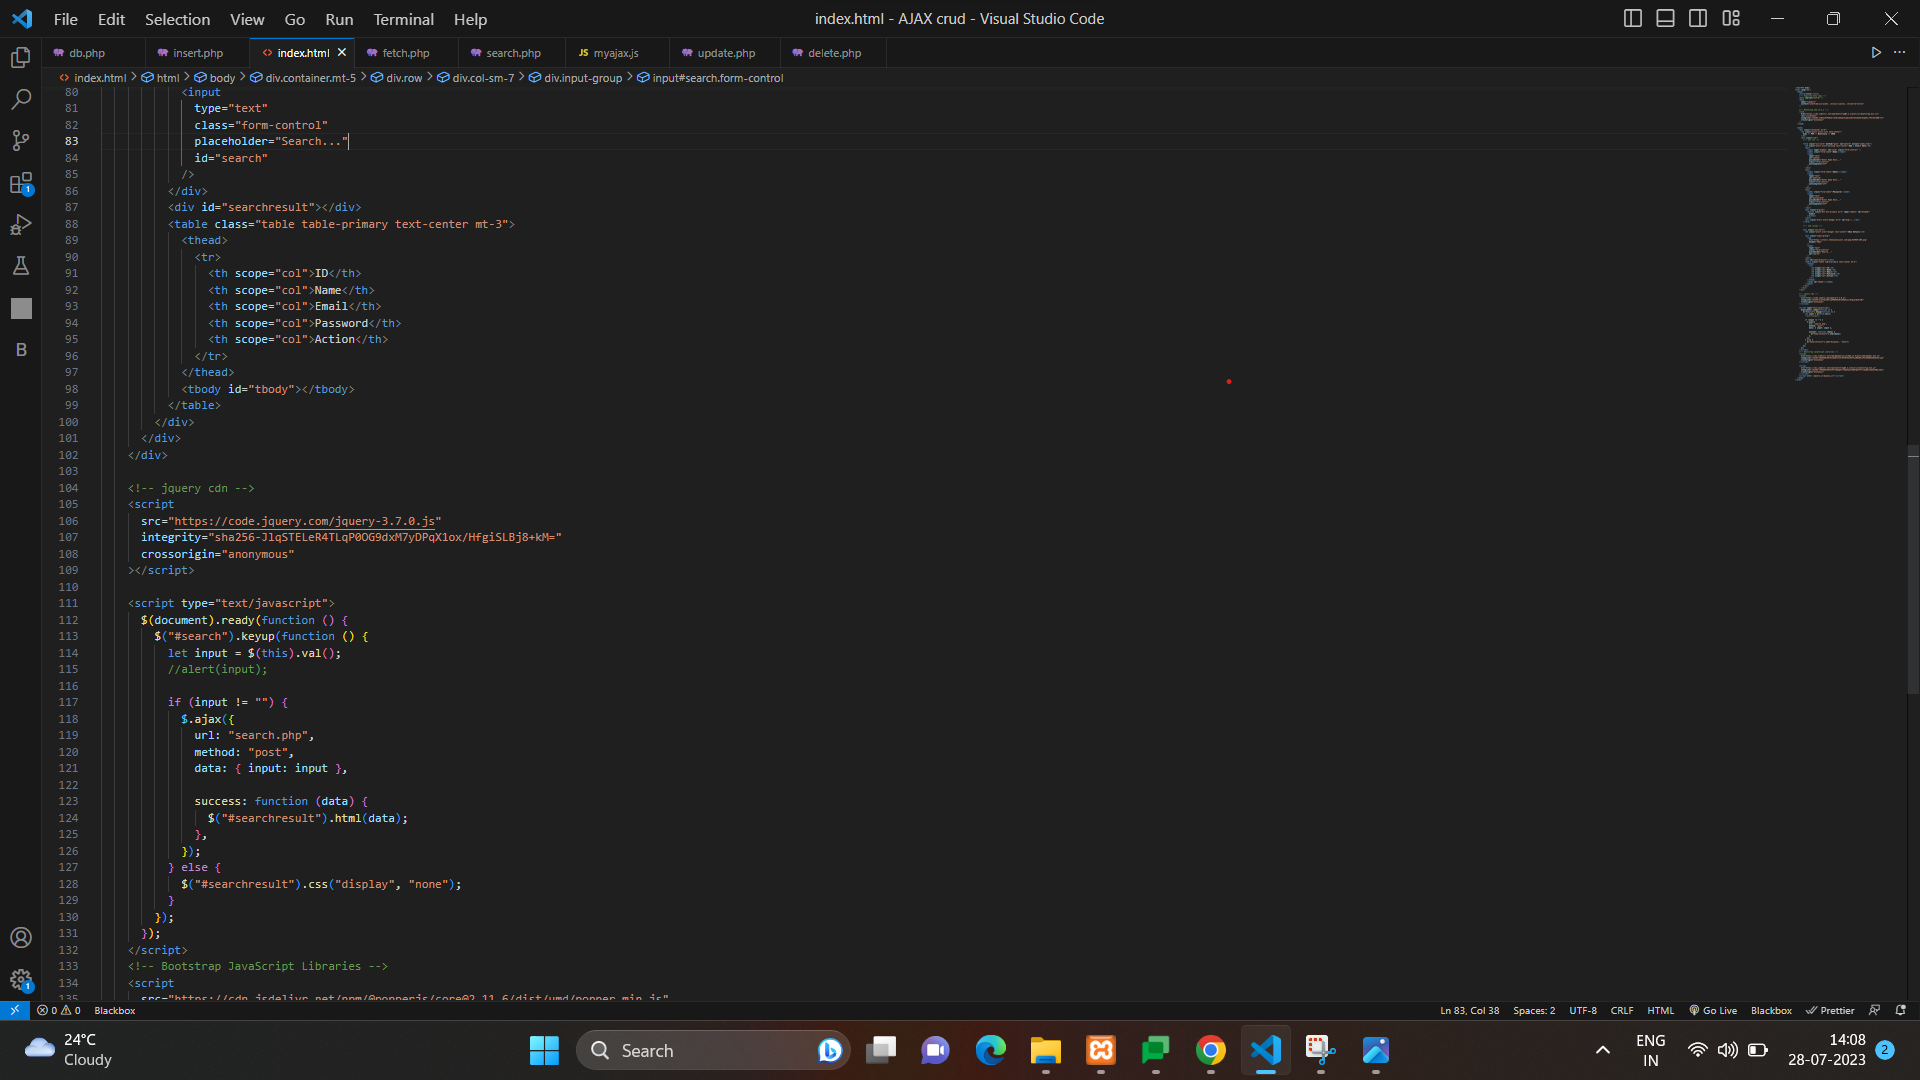 File Edit Selection View Go Run Terminal Help
index.html - AJAX crud - Visual Studio Code
db.php insert.php index.html fetch.php search.php JS myajax.js update.php delete.php
index.html > html > body > div.container.mt-5 > div.row > div.col-sm-7 > div.input-group > input#search.form-control
80 <input
81 type="text"
82 class="form-control"
83 placeholder="Search..."
84 id="search"
85 />
86 </div>
87 <div id="searchresult"></div>
88 <table class="table table-primary text-center mt-3">
89 <thead>
90 <tr>
91 <th scope="col">ID</th>
92 <th scope="col">Name</th>
93 <th scope="col">Email</th>
94 <th scope="col">Password</th>
95 <th scope="col">Action</th>
96 </tr>
97 </thead>
98 <tbody id="tbody"></tbody>
99 </table>
100 </div>
101 </div>
102 </div>
103
104 <!-- jquery cdn -->
105 <script
106 src="https://code.jquery.com/jquery-3.7.0.js"
107 integrity="sha256-JlqSTELeR4TLqP0OG9dxM7yDPqX1ox/HfgiSLBj8+kM="
108 crossorigin="anonymous"
109 ></script>
110
111 <script type="text/javascript">
112 $(document).ready(function () {
113 $("#search").keyup(function () {
114 let input = $(this).val();
115 //alert(input);
116
117 if (input != "") {
118 $.ajax({
119 url: "search.php",
120 method: "post",
121 data: { input: input },
122
123 success: function (data) {
124 $("#searchresult").html(data);
125 },
126 });
127 } else {
128 $("#searchresult").css("display", "none");
129 }
130 });
131 });
132 </script>
133 <!-- Bootstrap JavaScript Libraries -->
134 <script
135 src="https://cdn.jsdelivr.net/npm/@popperjs/core@2.11.6/dist/umd/popper.min.js"
B
1
1
0 0 Blackbox
Ln 83, Col 38 Spaces: 2 UTF-8 CRLF HTML Go Live Blackbox Prettier
24°C
Cloudy
Search
ENG
IN
14:08
28-07-2023
2